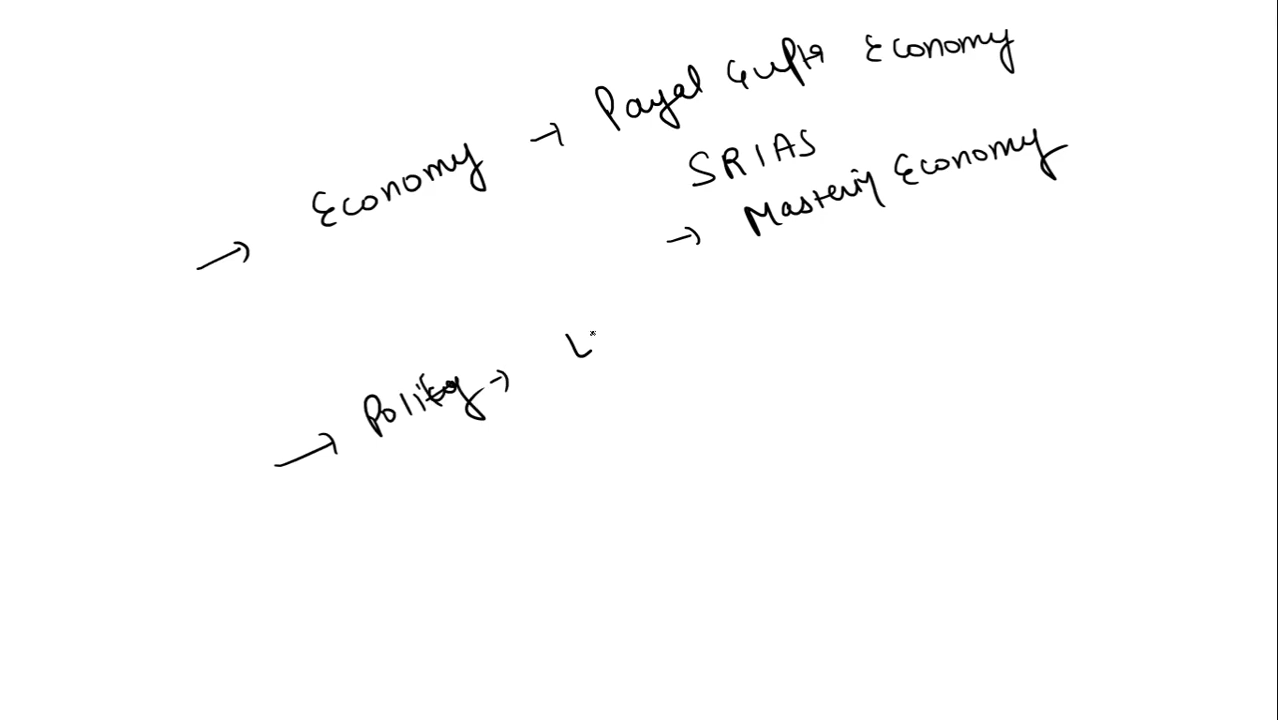 → Economy → Payal Gupta Economy
SRIAS
→ Mastering Economy
→ Polity → L